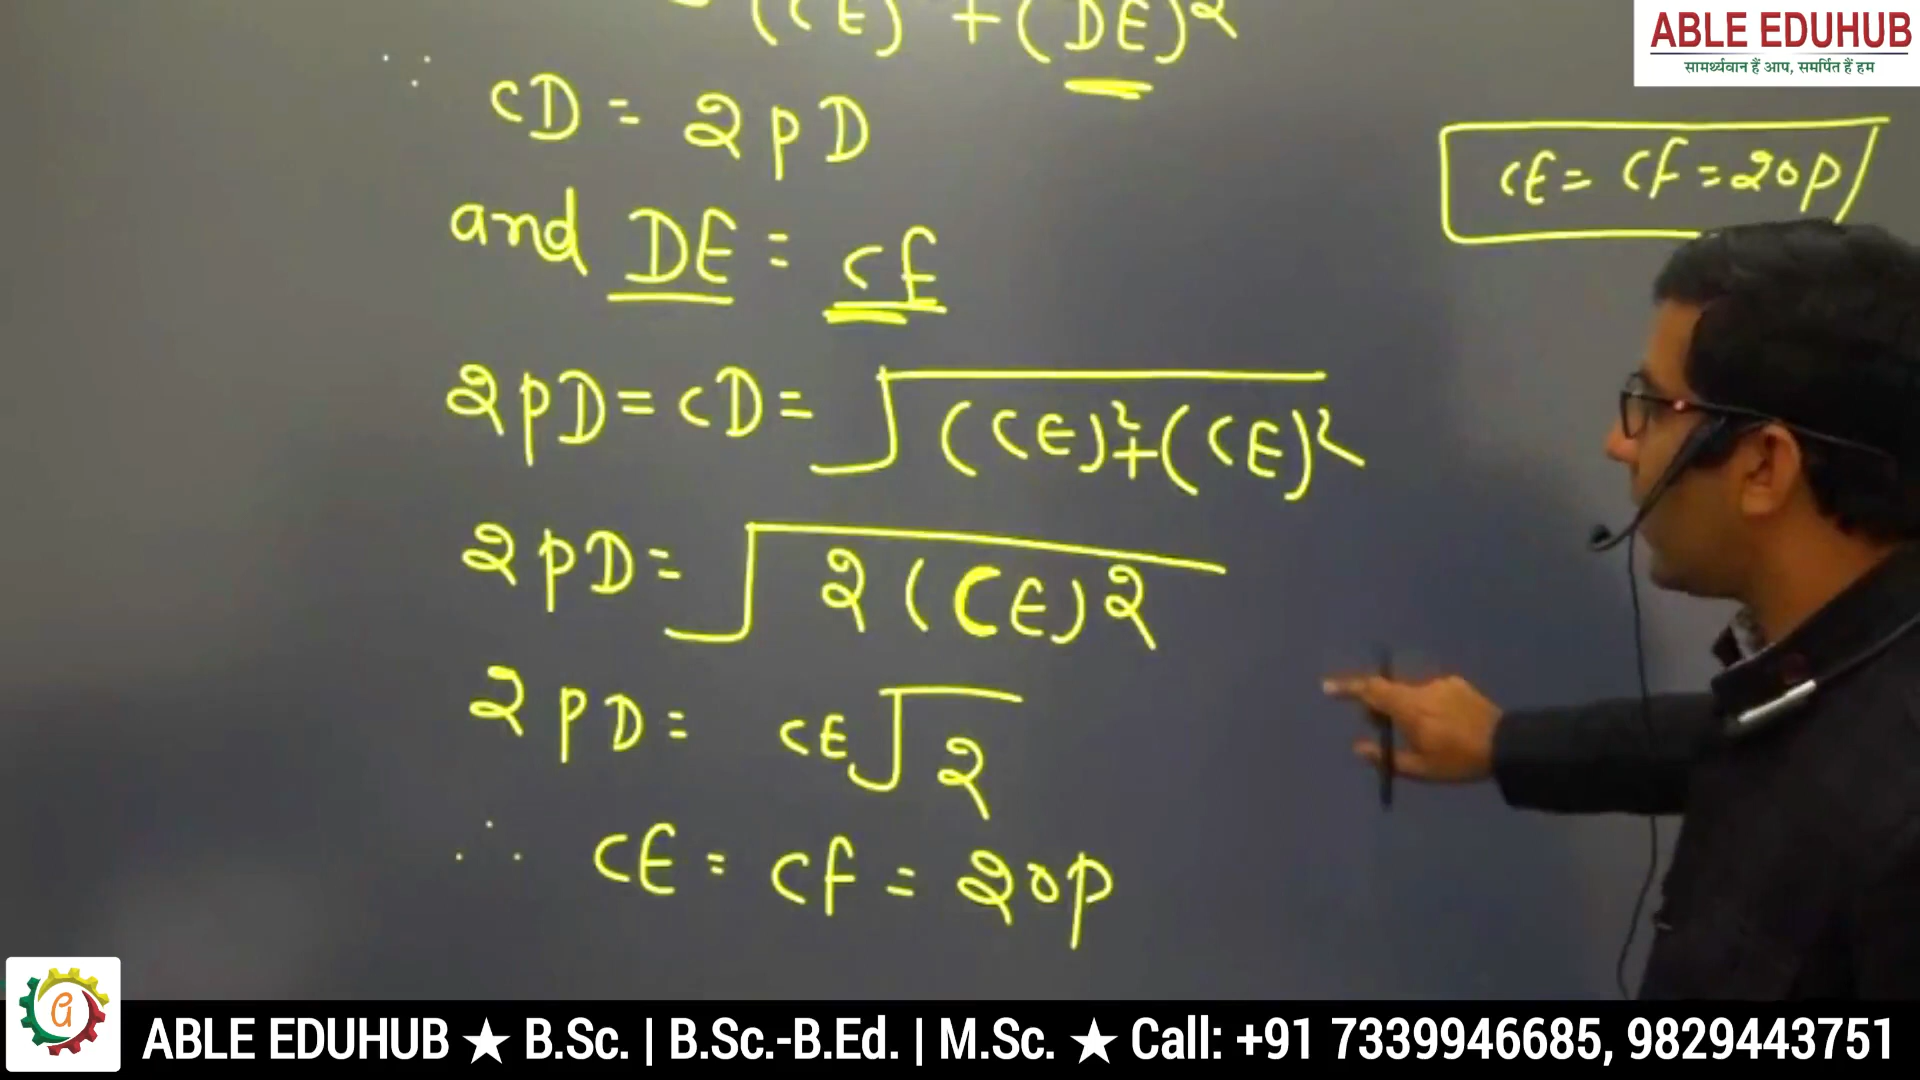 (CE) + (DE)²
∵ CD = 2PD
and DE = CF
2PD = CD = √(CE)²+(CE)²
2PD = √2(CE)2
2PD = CE√2
∴ CE = CF = 2OP
CE = CF = 2OP
ABLE EDUHUB
सामर्थ्यवान हैं आप, समर्पित हैं हम
ABLE EDUHUB ★ B.Sc. | B.Sc.-B.Ed. | M.Sc. ★ Call: +91 7339946685, 9829443751